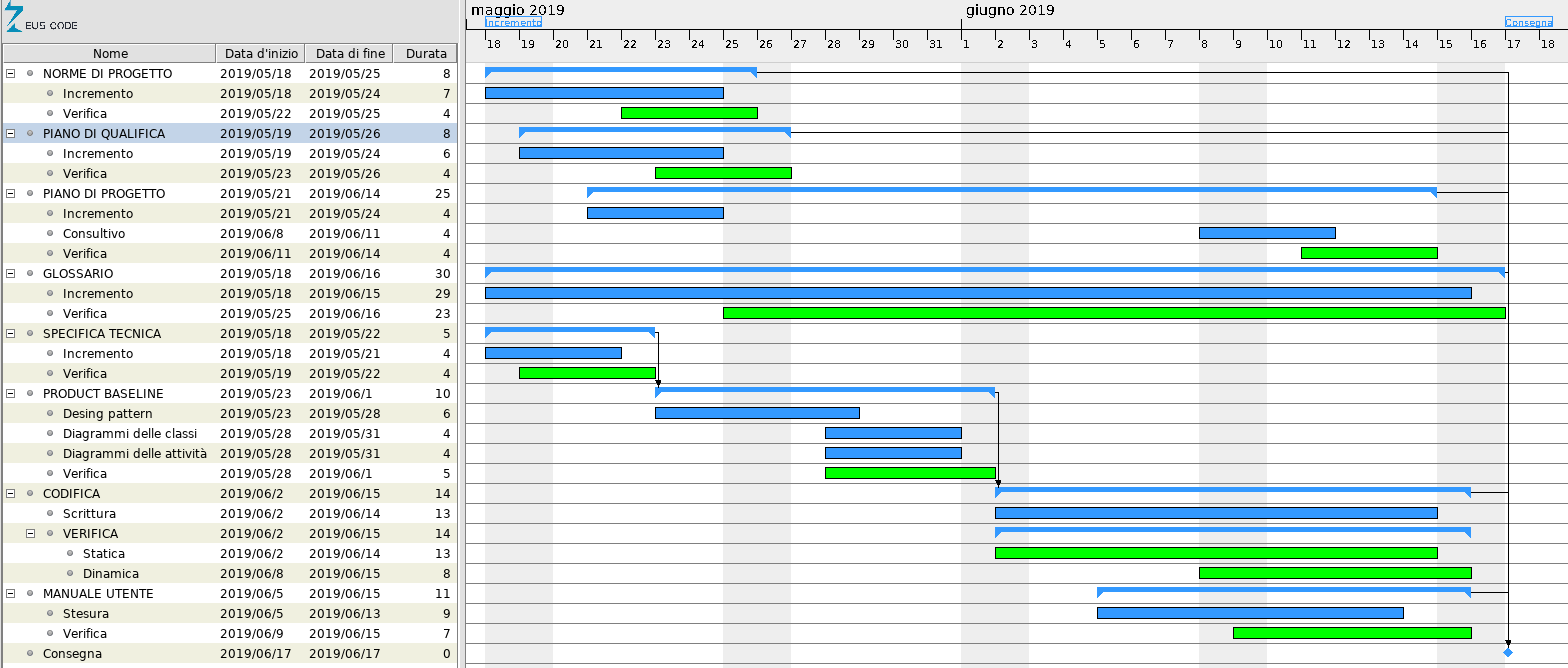 maggio 2019 giugno 2019
EUS CODE Incremento Consegna
18 19 20 21 22 23 24 25 26 27 28 29 30 31 1 2 3 4 5 6 7 8 9 10 11 12 13 14 15 16 17 18
Nome Data d'inizio Data di fine Durata
NORME DI PROGETTO 2019/05/18 2019/05/25 8
Incremento 2019/05/18 2019/05/24 7
Verifica 2019/05/22 2019/05/25 4
PIANO DI QUALIFICA 2019/05/19 2019/05/26 8
Incremento 2019/05/19 2019/05/24 6
Verifica 2019/05/23 2019/05/26 4
PIANO DI PROGETTO 2019/05/21 2019/06/14 25
Incremento 2019/05/21 2019/05/24 4
Consultivo 2019/06/8 2019/06/11 4
Verifica 2019/06/11 2019/06/14 4
GLOSSARIO 2019/05/18 2019/06/16 30
Incremento 2019/05/18 2019/06/15 29
Verifica 2019/05/25 2019/06/16 23
SPECIFICA TECNICA 2019/05/18 2019/05/22 5
Incremento 2019/05/18 2019/05/21 4
Verifica 2019/05/19 2019/05/22 4
PRODUCT BASELINE 2019/05/23 2019/06/1 10
Desing pattern 2019/05/23 2019/05/28 6
Diagrammi delle classi 2019/05/28 2019/05/31 4
Diagrammi delle attività 2019/05/28 2019/05/31 4
Verifica 2019/05/28 2019/06/1 5
CODIFICA 2019/06/2 2019/06/15 14
Scrittura 2019/06/2 2019/06/14 13
VERIFICA 2019/06/2 2019/06/15 14
Statica 2019/06/2 2019/06/14 13
Dinamica 2019/06/8 2019/06/15 8
MANUALE UTENTE 2019/06/5 2019/06/15 11
Stesura 2019/06/5 2019/06/13 9
Verifica 2019/06/9 2019/06/15 7
Consegna 2019/06/17 2019/06/17 0